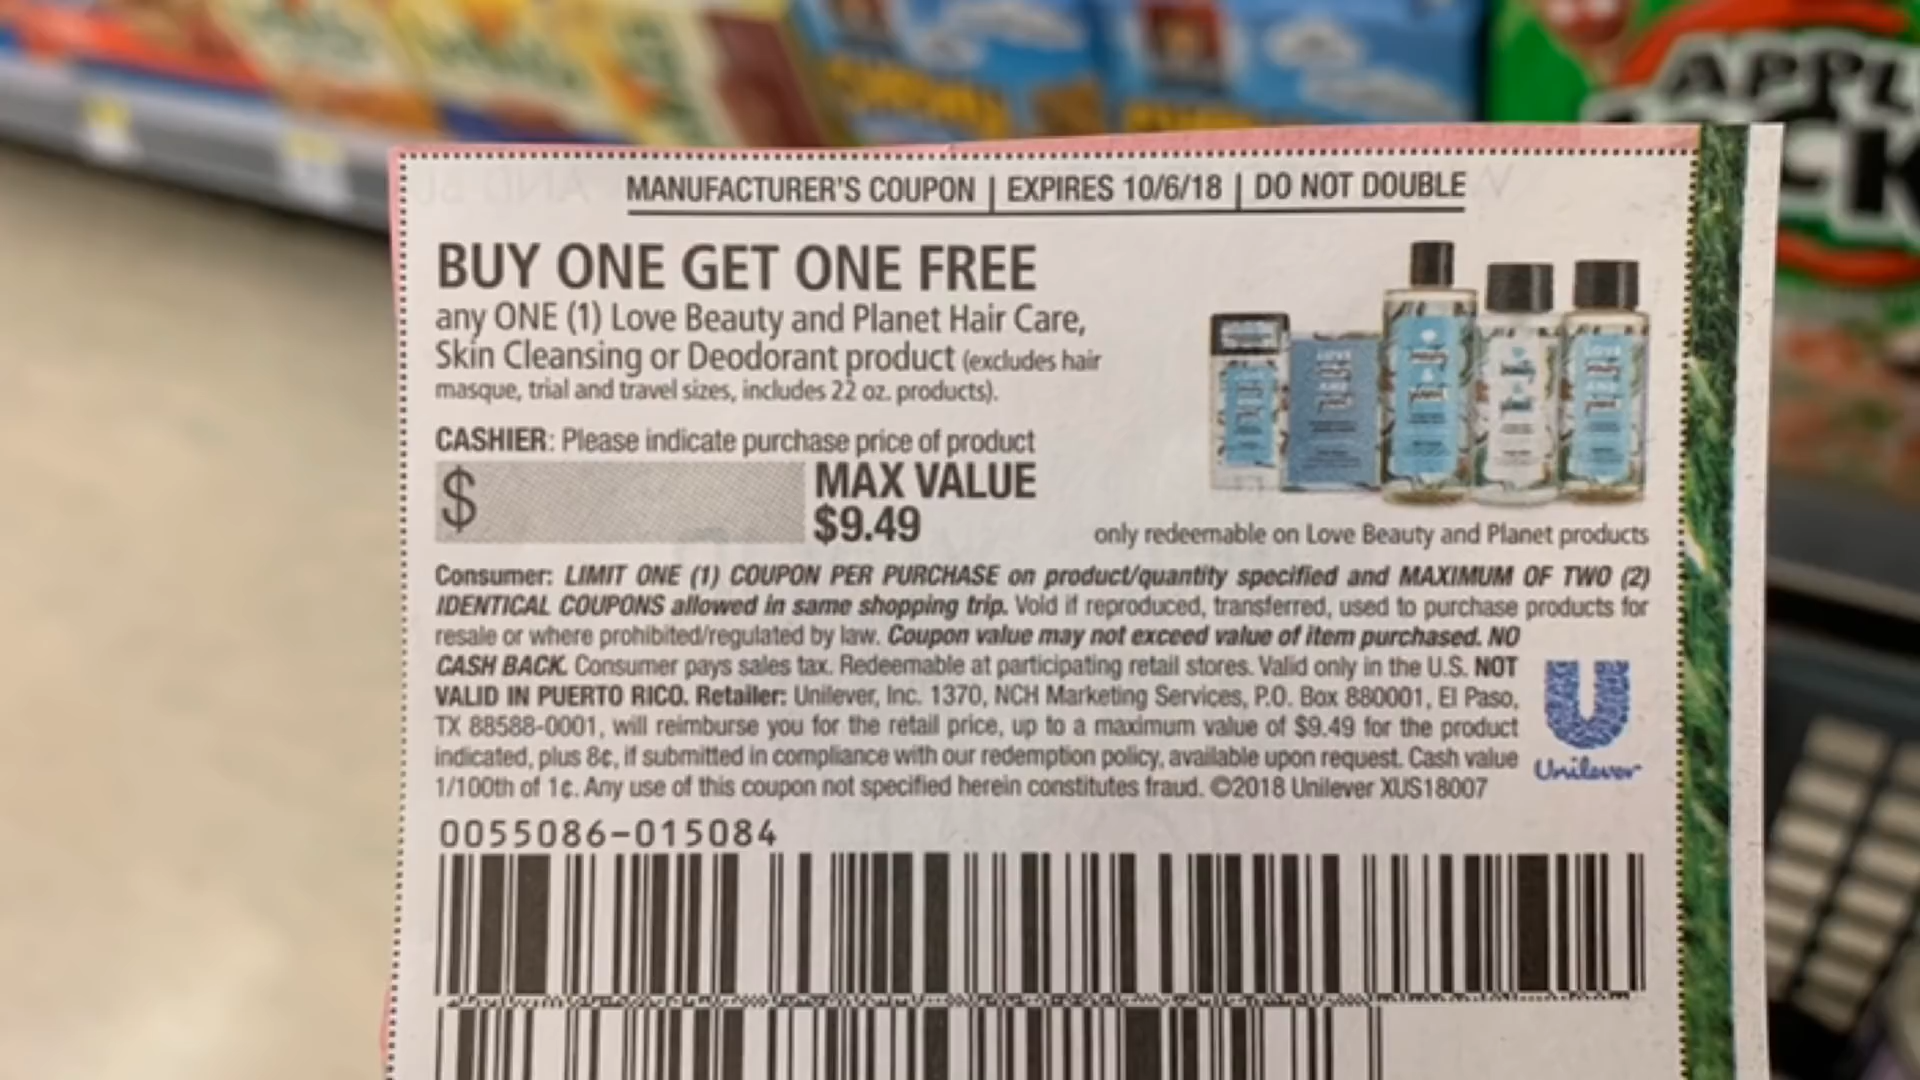 APPL
CK
MANUFACTURER'S COUPON | EXPIRES 10/6/18 | DO NOT DOUBLE
BUY ONE GET ONE FREE
any ONE (1) Love Beauty and Planet Hair Care,
Skin Cleansing or Deodorant product (excludes hair
masque, trial and travel sizes, includes 22 oz. products).
CASHIER: Please indicate purchase price of product
$ MAX VALUE
$9.49
only redeemable on Love Beauty and Planet products
Consumer: LIMIT ONE (1) COUPON PER PURCHASE on product/quantity specified and MAXIMUM OF TWO (2)
IDENTICAL COUPONS allowed in same shopping trip. Void if reproduced, transferred, used to purchase products for
resale or where prohibited/regulated by law. Coupon value may not exceed value of item purchased. NO
CASH BACK. Consumer pays sales tax. Redeemable at participating retail stores. Valid only in the U.S. NOT
VALID IN PUERTO RICO. Retailer: Unilever, Inc. 1370, NCH Marketing Services, P.O. Box 880001, El Paso,
TX 88588-0001, will reimburse you for the retail price, up to a maximum value of $9.49 for the product
indicated, plus 8¢, if submitted in compliance with our redemption policy, available upon request. Cash value
1/100th of 1¢. Any use of this coupon not specified herein constitutes fraud. ©2018 Unilever XUS18007
Unilever
0055086-015084